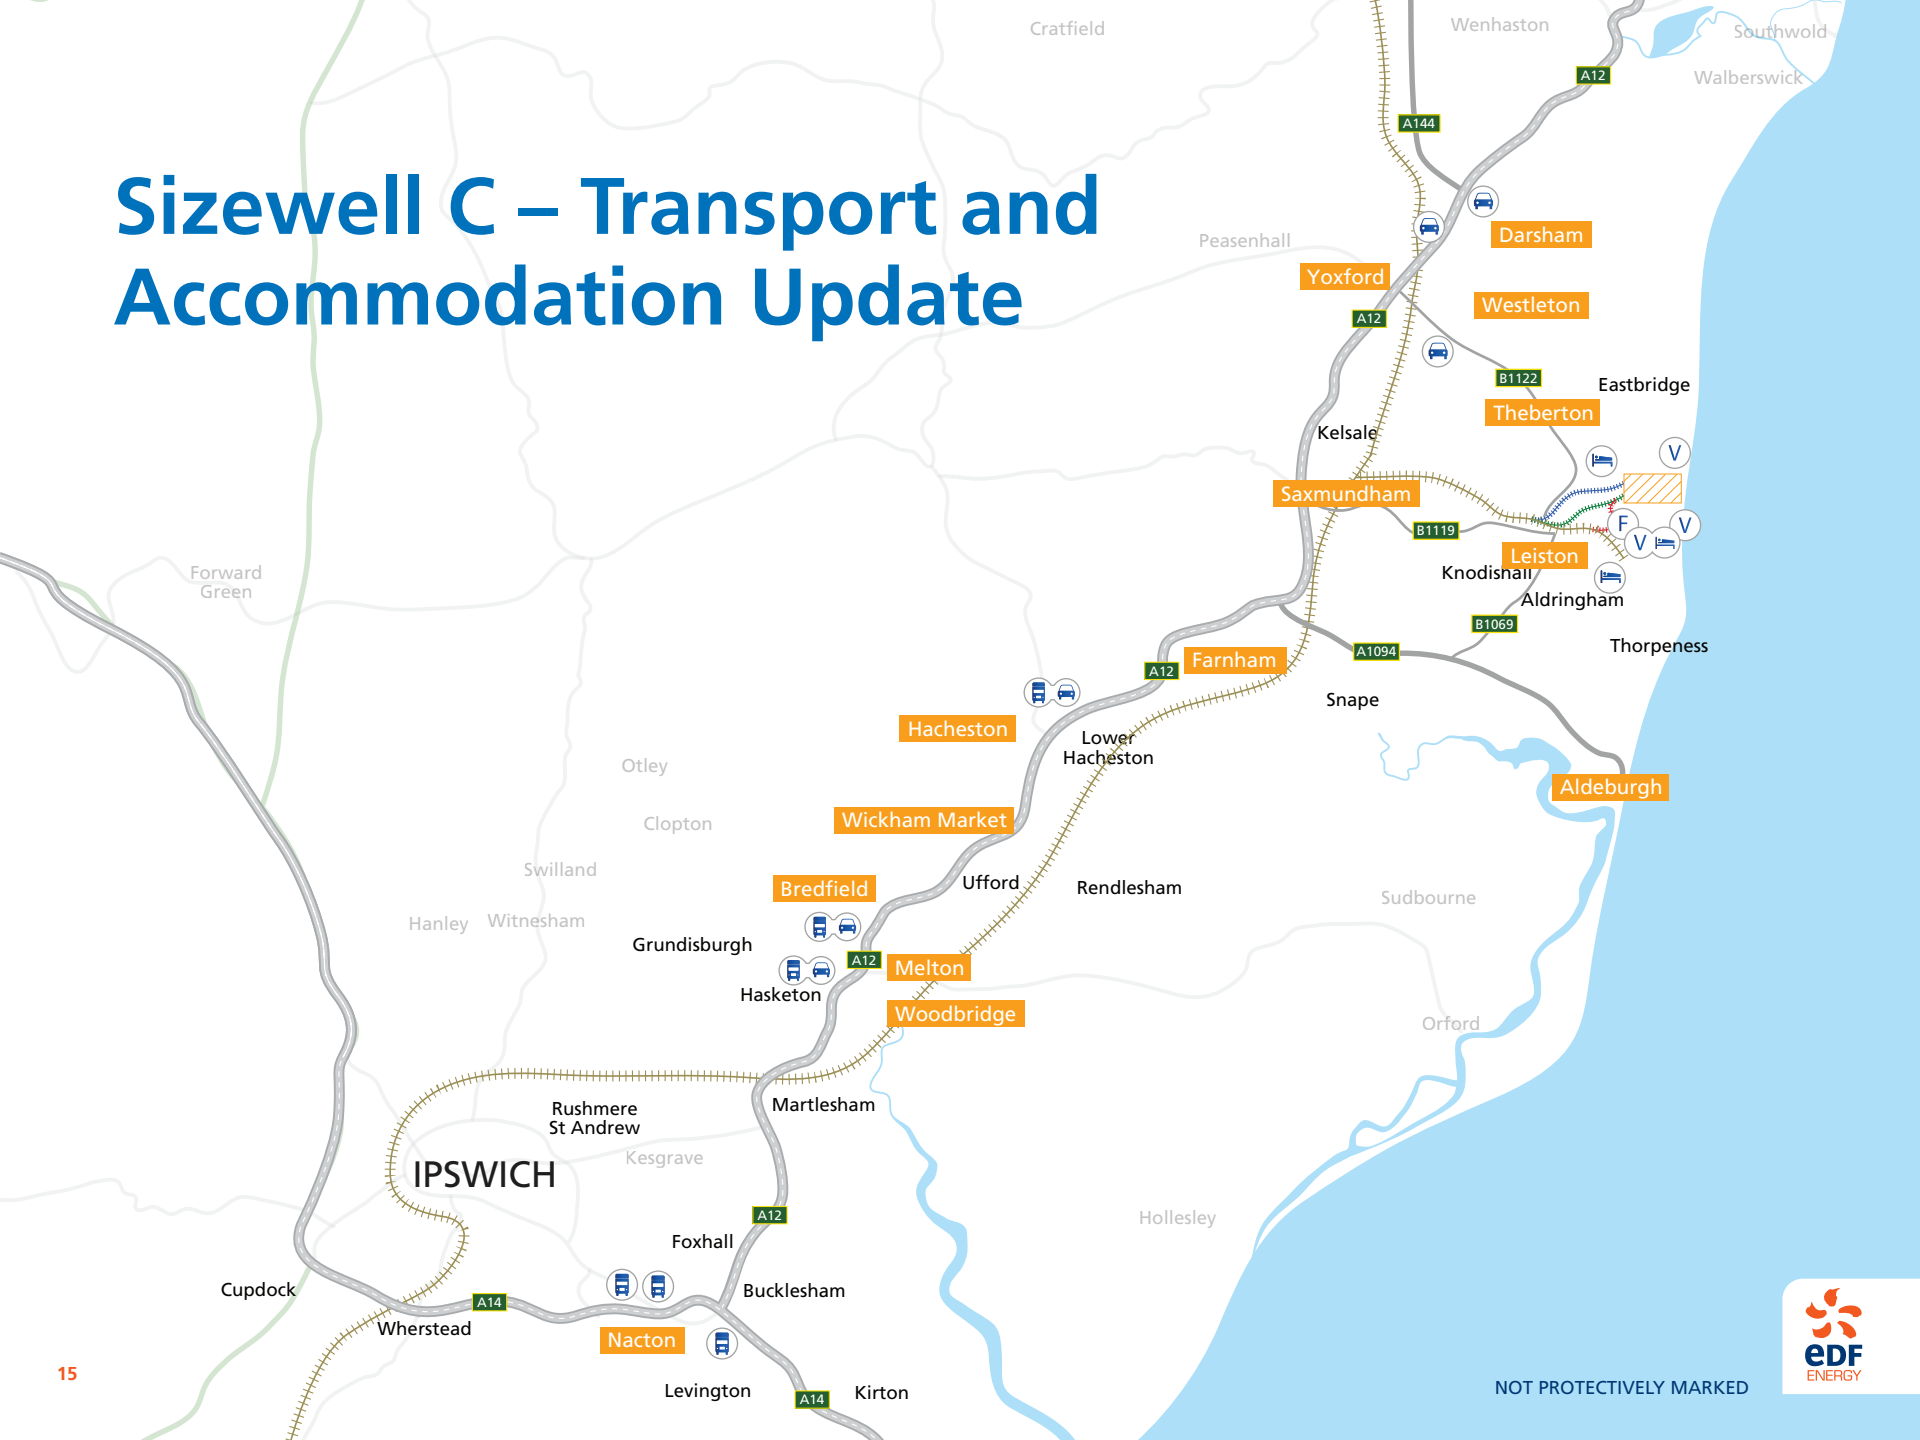 Cratfield
Wenhaston
Southwold
Walberswick
A12
A144
Sizewell C – Transport and
Accommodation Update
Darsham
Peasenhall
Yoxford
Westleton
A12
B1122
Eastbridge
Theberton
Kelsale
V
Saxmundham
B1119
F
V
V
Leiston
Knodishall
Forward
Green
Aldringham
B1069
Thorpeness
A1094
Farnham
A12
Snape
Hacheston
Lower
Hacheston
Otley
Aldeburgh
Wickham Market
Clopton
Swilland
Ufford
Rendlesham
Bredfield
Sudbourne
Hanley
Witnesham
Grundisburgh
A12
Melton
Hasketon
Woodbridge
Orford
Martlesham
Rushmere
St Andrew
Kesgrave
IPSWICH
A12
Hollesley
Foxhall
Cupdock
Bucklesham
A14
Wherstead
Nacton
15
Levington
A14
Kirton
eDF
ENERGY
NOT PROTECTIVELY MARKED